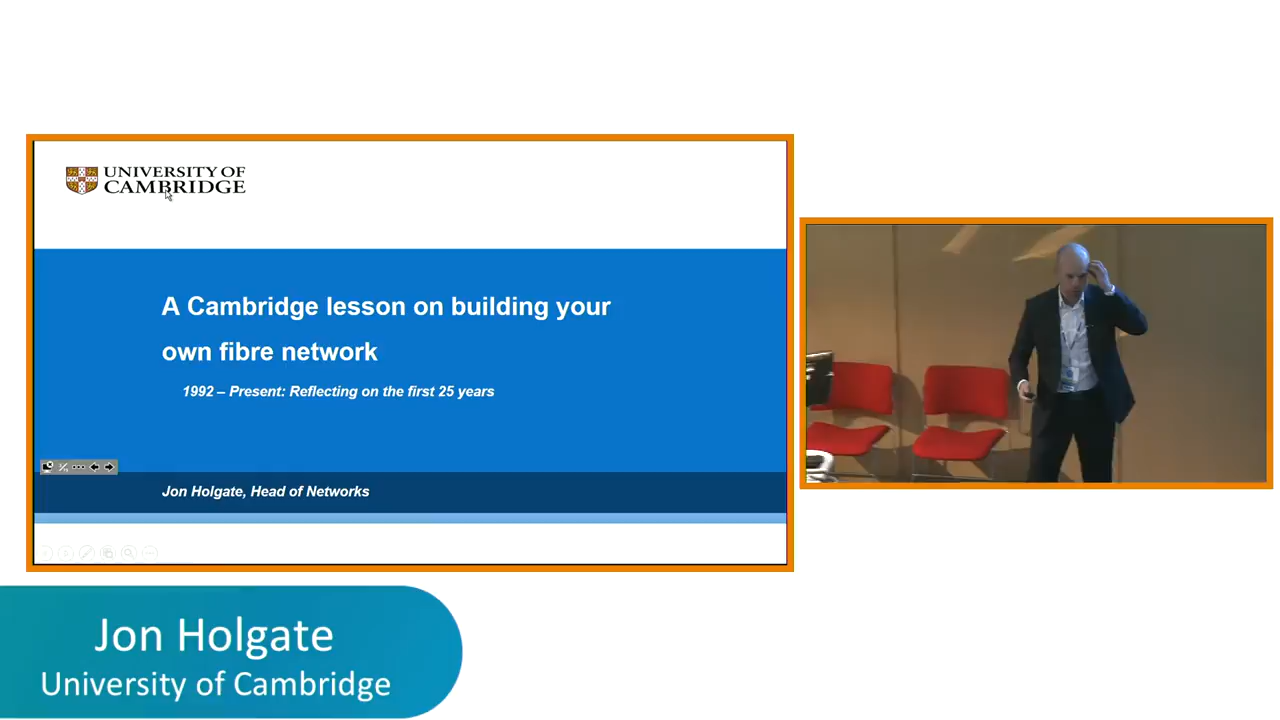 UNIVERSITY OF
CAMBRIDGE
A Cambridge lesson on building your
own fibre network
1992 – Present: Reflecting on the first 25 years
Jon Holgate, Head of Networks
Jon Holgate
University of Cambridge